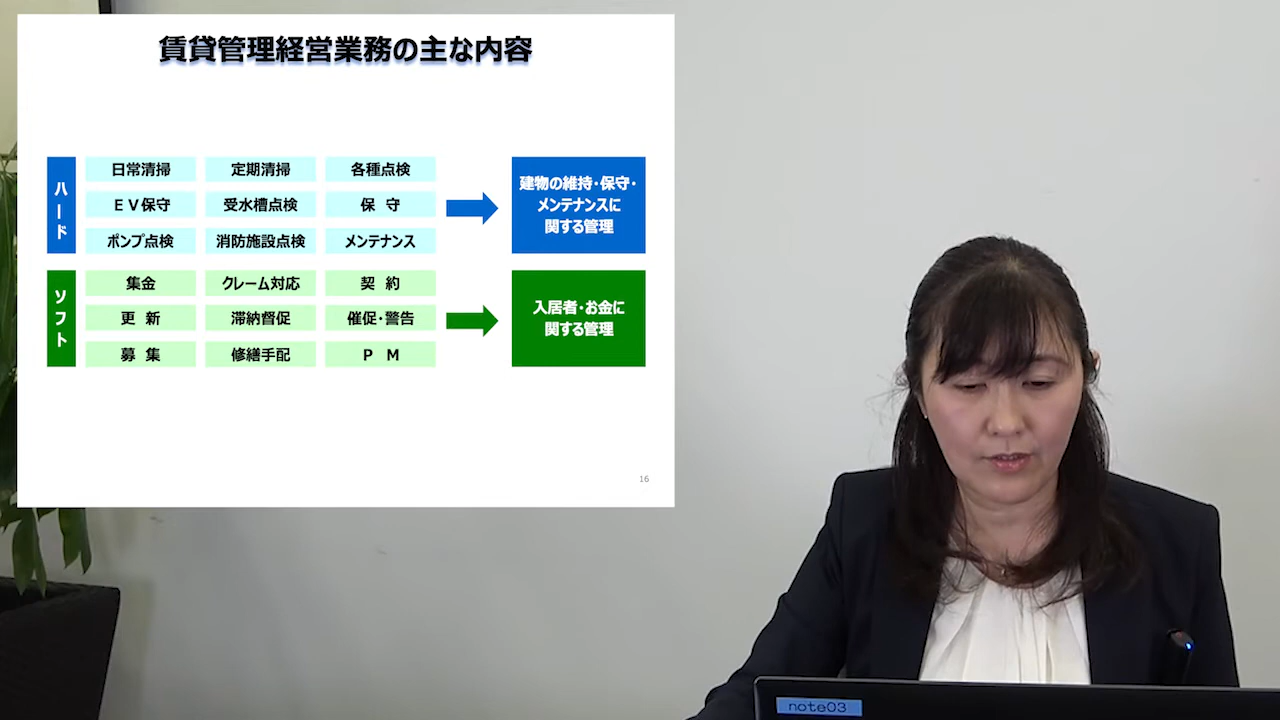 賃貸管理経営業務の主な内容
ハード
日常清掃 定期清掃 各種点検
ＥＶ保守 受水槽点検 保 守
ポンプ点検 消防施設点検 メンテナンス
建物の維持・保守・
メンテナンスに
関する管理
ソフト
集金 クレーム対応 契 約
更 新 滞納督促 催促・警告
募 集 修繕手配 Ｐ Ｍ
入居者・お金に
関する管理
16
note03